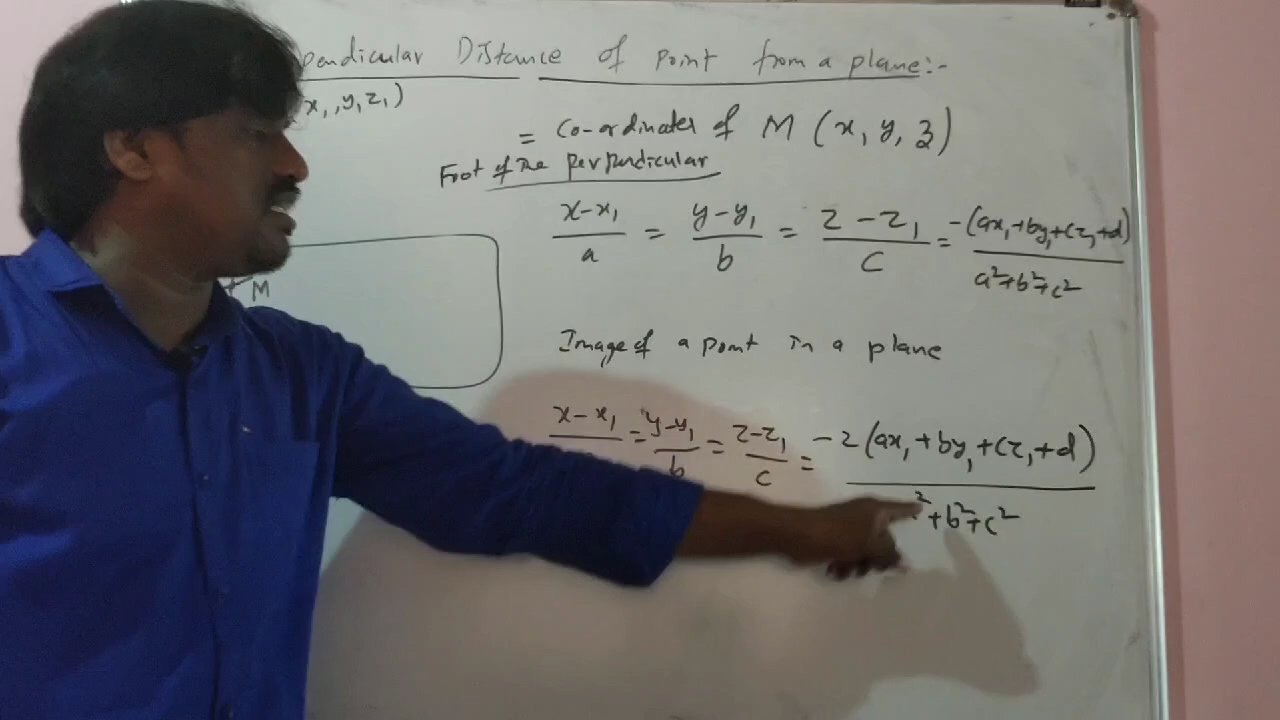 pendicular Distance of point from a plane:-
x₁, y₁ z₁)
= Co-ordinates of M (x, y, z)
Foot of the perpendicular
x-x₁/a = y-y₁/b = z-z₁/c = -(ax₁+by₁+cz₁+d)/a²+b²+c²
M
Image of a point in a plane
x-x₁ = y-y₁/b = z-z₁/c = -2(ax₁+by₁+cz₁+d)/²+b²+c²